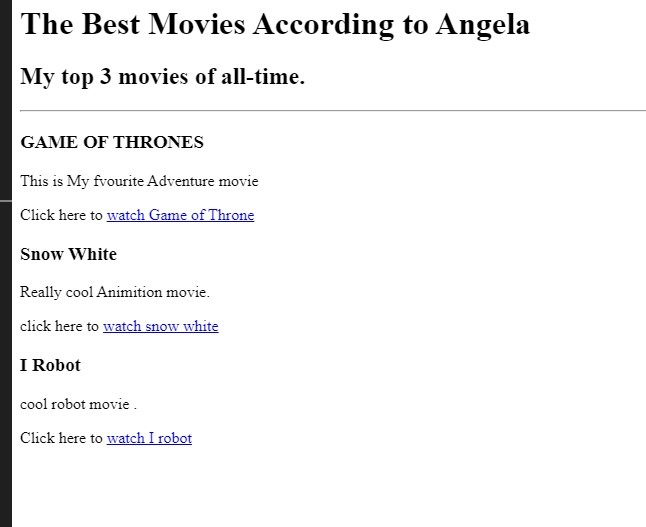 The Best Movies According to Angela
My top 3 movies of all-time.
GAME OF THRONES
This is My fvourite Adventure movie
Click here to watch Game of Throne
Snow White
Really cool Animition movie.
click here to watch snow white
I Robot
cool robot movie .
Click here to watch I robot